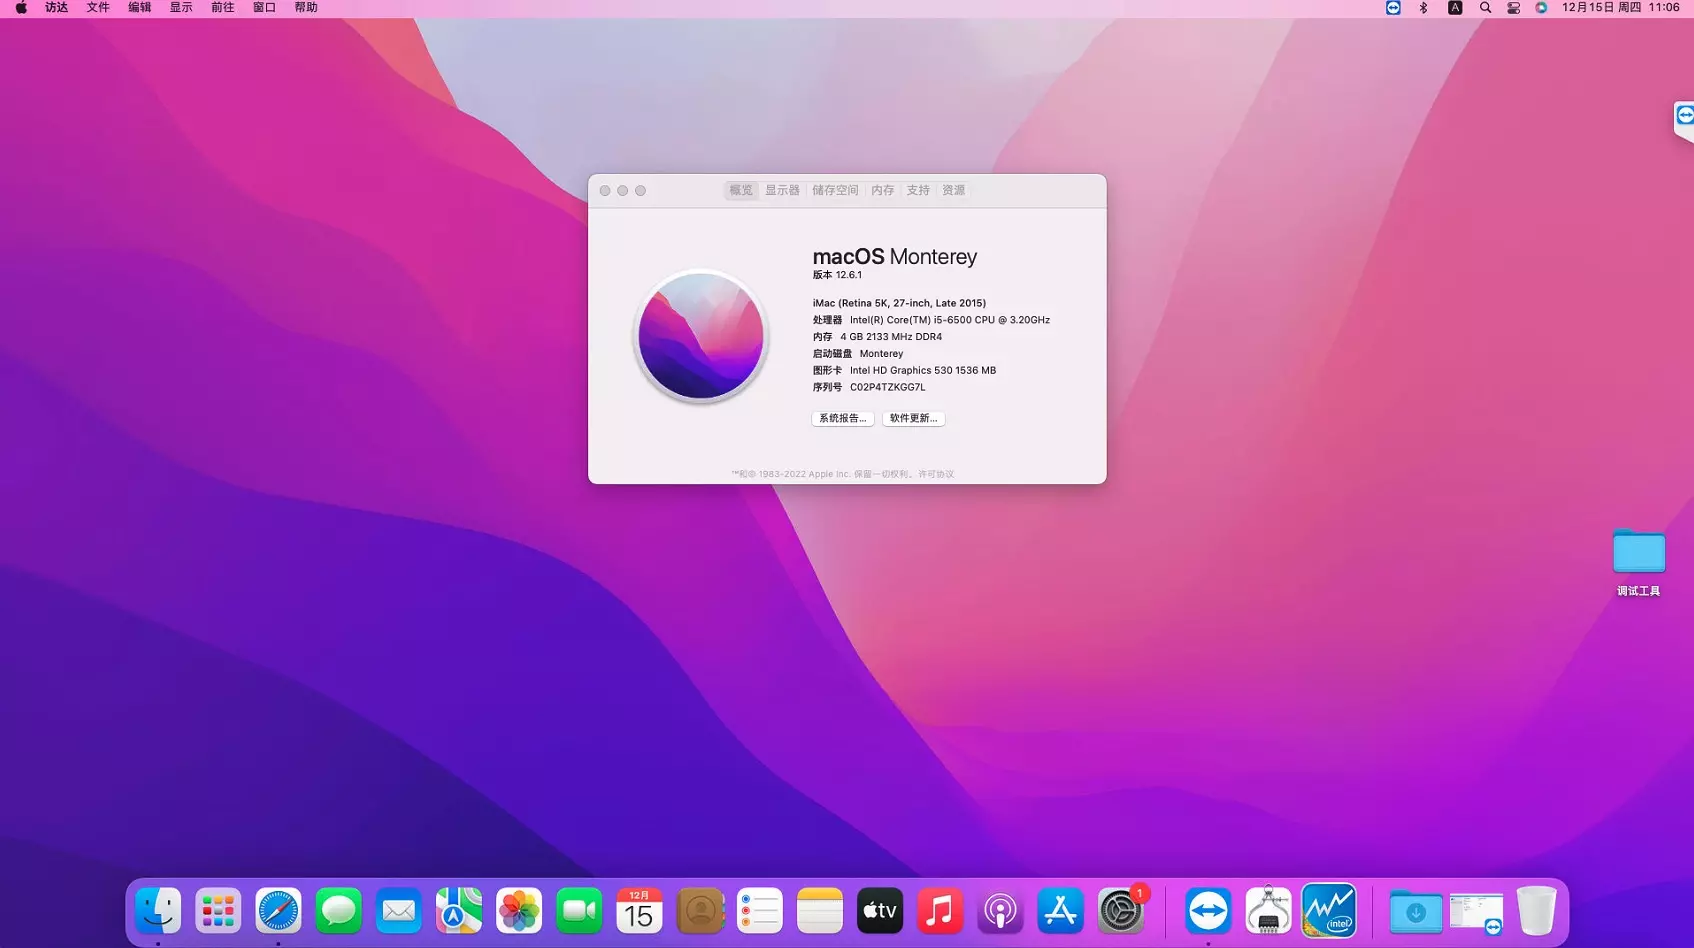 访达 文件 编辑 显示 前往 窗口 帮助
A 12月15日 周四 11:06
概览 显示器 储存空间 内存 支持 资源
macOS Monterey
版本 12.6.1
iMac (Retina 5K, 27-inch, Late 2015)
处理器 Intel(R) Core(TM) i5-6500 CPU @ 3.20GHz
内存 4 GB 2133 MHz DDR4
启动磁盘 Monterey
图形卡 Intel HD Graphics 530 1536 MB
序列号 C02P4TZKGG7L
系统报告... 软件更新...
™和© 1983-2022 Apple Inc. 保留一切权利。许可协议
调试工具
12月
15
tv
1
intel